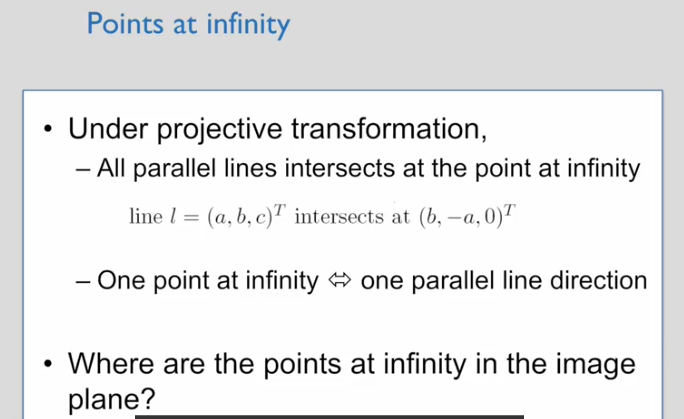 Points at infinity
• Under projective transformation,
– All parallel lines intersects at the point at infinity
line l = (a, b, c)^T intersects at (b, −a, 0)^T
– One point at infinity ⇔ one parallel line direction
• Where are the points at infinity in the image
plane?